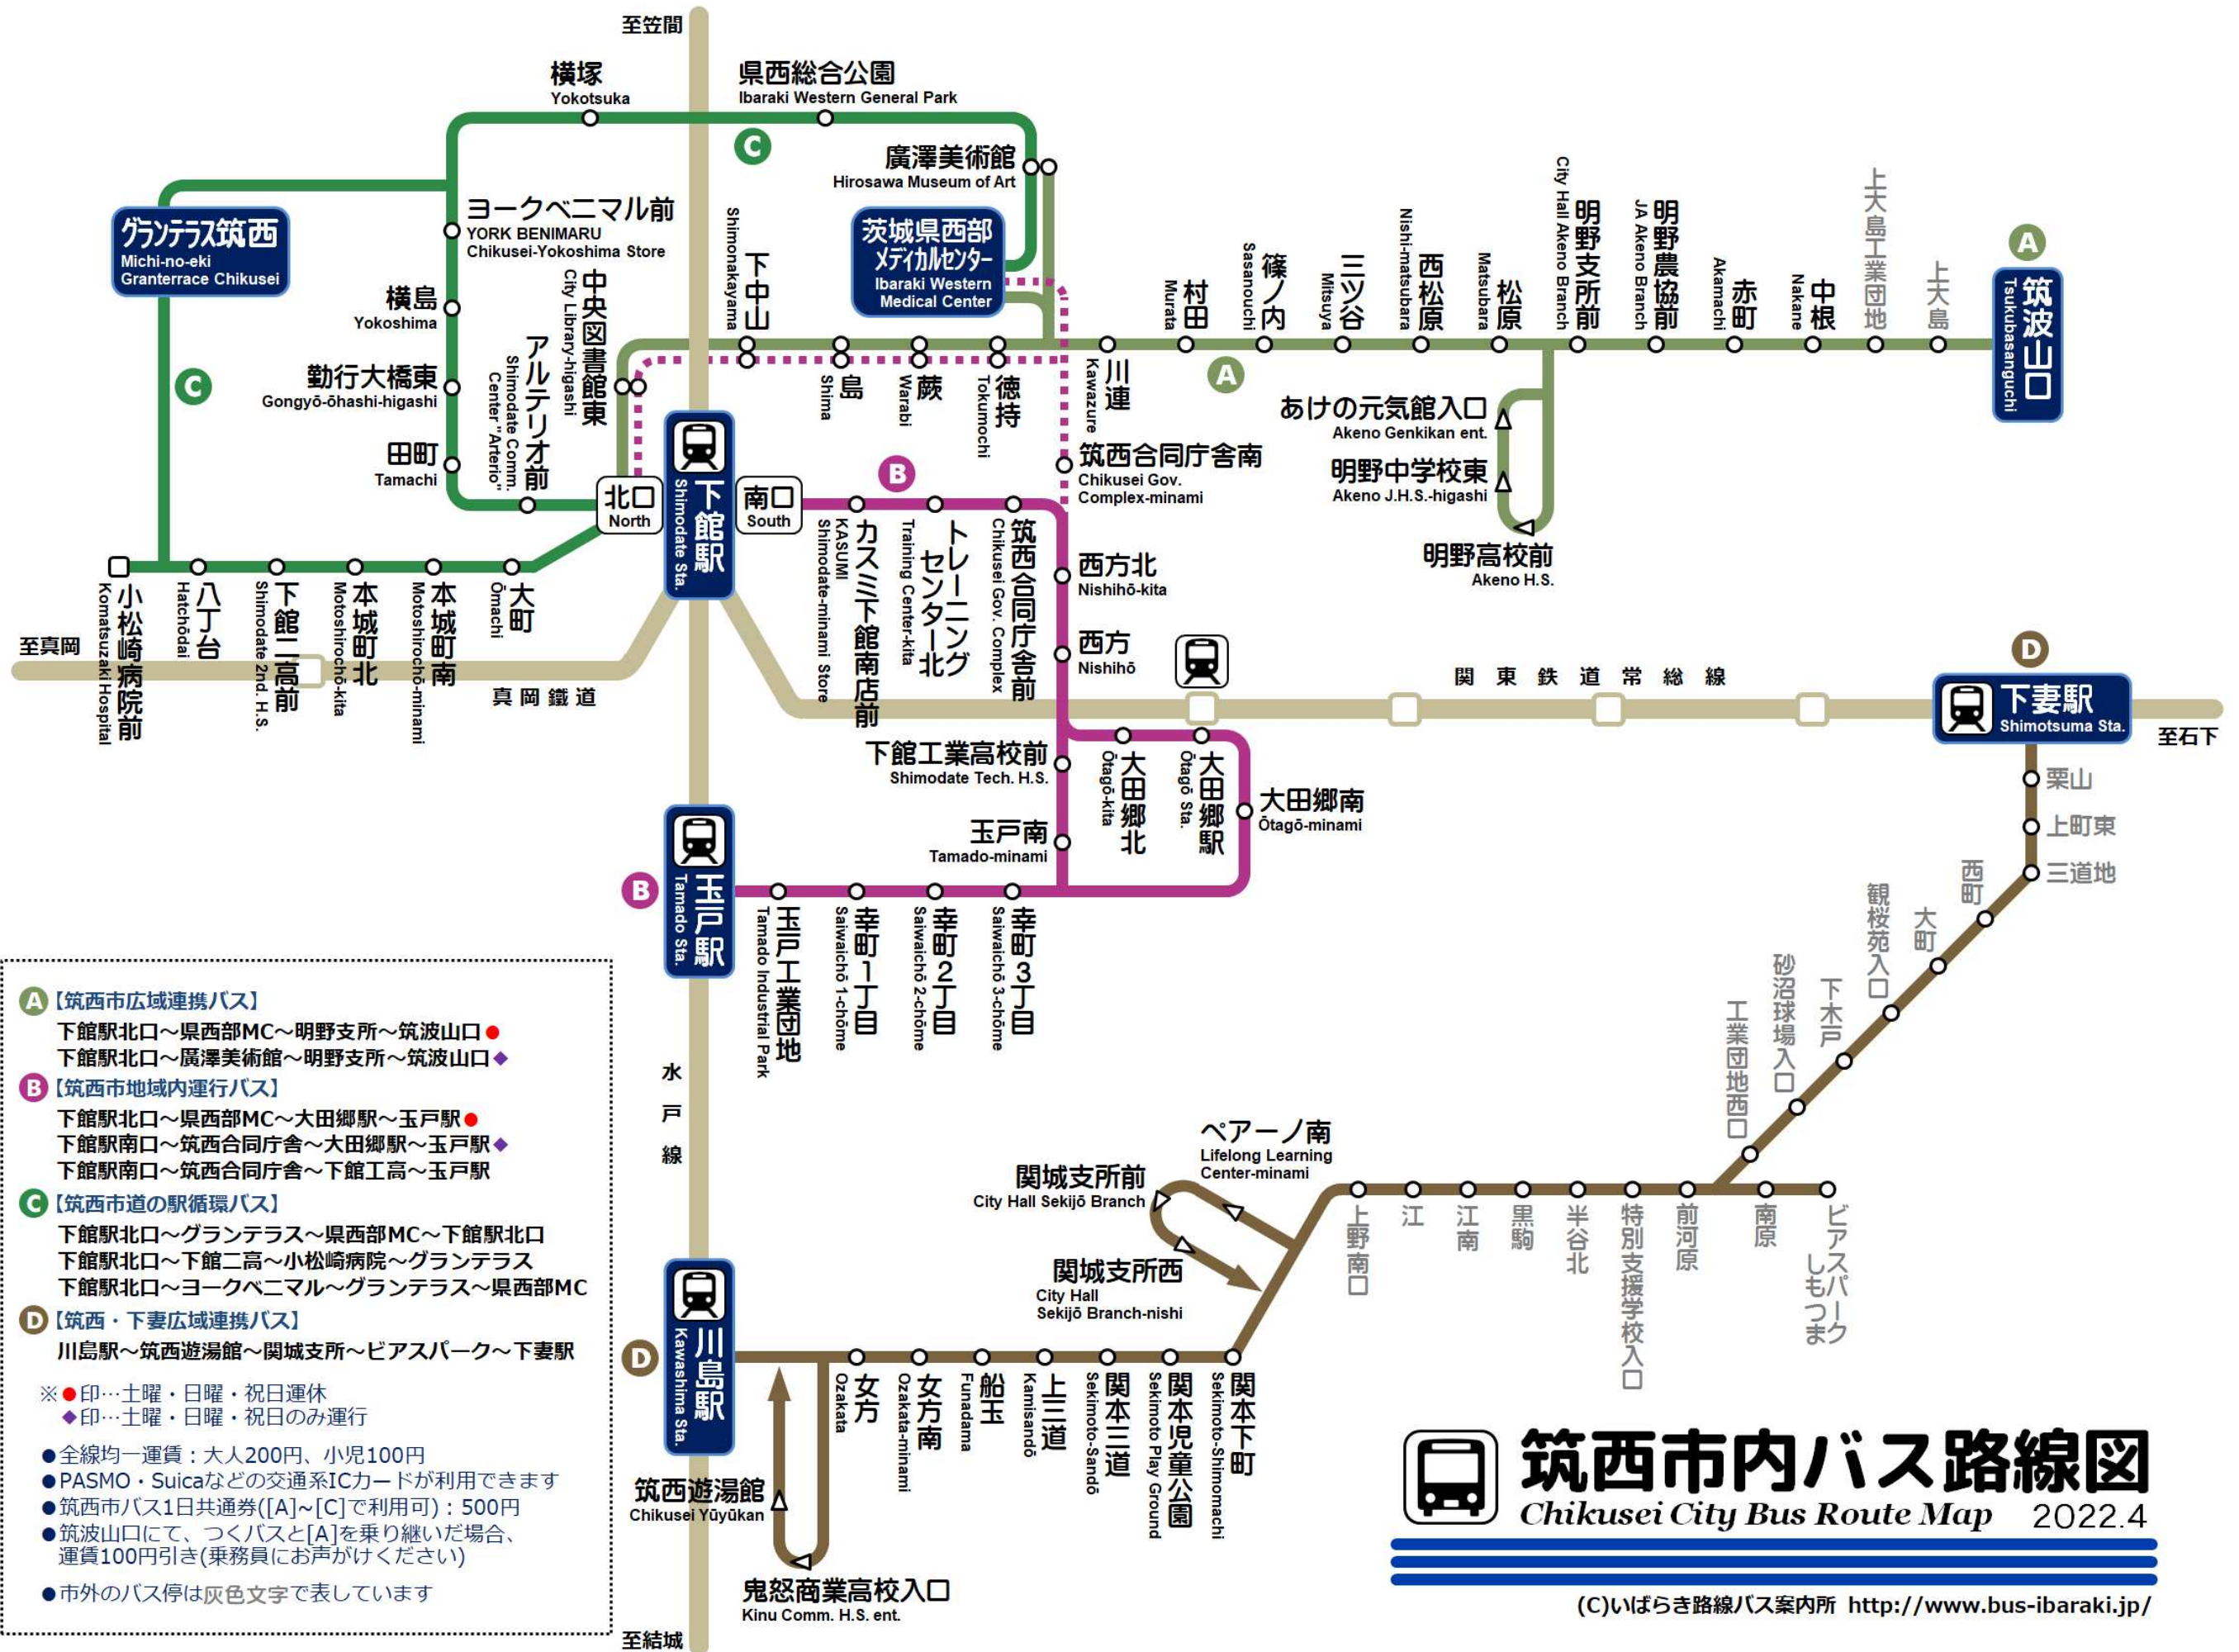 至笠間
横塚
Yokotsuka
県西総合公園
Ibaraki Western General Park
C
廣澤美術館
Hirosawa Museum of Art
グランテラス筑西
Michi-no-eki
Granterrace Chikusei
ヨークベニマル前
YORK BENIMARU
Chikusei-Yokoshima Store
茨城県西部
メディカルセンター
Ibaraki Western
Medical Center
横島
Yokoshima
勤行大橋東
Gongyō-ōhashi-higashi
C
田町
Tamachi
アルテリオ前
Shimodate Comm.
Center "Arterio"
中央図書館東
City Library-higashi
下中山
Shimonakayama
島
Shima
蕨
Warabi
徳持
Tokumochi
川連
Kawazure
村田
Murata
篠ノ内
Sasanouchi
三ツ谷
Mitsuya
西松原
Nishi-matsubara
松原
Matsubara
明野支所前
City Hall Akeno Branch
明野農協前
JA Akeno Branch
赤町
Akamachi
中根
Nakane
上大島工業団地
上大島
A
筑波山口
Tsukubasanguchi
A
あけの元気館入口
Akeno Genkikan ent.
明野中学校東
Akeno J.H.S.-higashi
明野高校前
Akeno H.S.
北口
North
下館駅
Shimodate Sta.
南口
South
B
筑西合同庁舎南
Chikusei Gov.
Complex-minami
カスミ下館南店前
KASUMI
Shimodate-minami Store
トレーニング
センター北
Training Center-kita
筑西合同庁舎前
Chikusei Gov. Complex
西方北
Nishihō-kita
西方
Nishihō
小松崎病院前
Komatsuzaki Hospital
八丁台
Hatchōdai
下館二高前
Shimodate 2nd. H.S.
本城町北
Motoshirochō-kita
本城町南
Motoshirochō-minami
大町
Ōmachi
至真岡
真岡鐵道
関東鉄道常総線
D
下妻駅
Shimotsuma Sta.
至石下
下館工業高校前
Shimodate Tech. H.S.
大田郷北
Ōtagō-kita
大田郷駅
Ōtagō Sta.
大田郷南
Ōtagō-minami
玉戸南
Tamado-minami
B
玉戸駅
Tamado Sta.
玉戸工業団地
Tamado Industrial Park
幸町1丁目
Saiwaichō 1-chōme
幸町2丁目
Saiwaichō 2-chōme
幸町3丁目
Saiwaichō 3-chōme
栗山
上町東
三道地
西町
大町
観桜苑入口
下木戸
砂沼球場入口
工業団地西口
水戸線
ペアーノ南
Lifelong Learning
Center-minami
関城支所前
City Hall Sekijō Branch
関城支所西
City Hall
Sekijō Branch-nishi
上野南口
江
江南
黒駒
半谷北
特別支援学校入口
前河原
南原
ビアスパーク
しもつま
D
川島駅
Kawashima Sta.
女方
Ozakata
女方南
Ozakata-minami
船玉
Funadama
上三道
Kamisandō
関本三道
Sekimoto-Sandō
関本児童公園
Sekimoto Play Ground
関本下町
Sekimoto-Shimomachi
筑西遊湯館
Chikusei Yūyūkan
鬼怒商業高校入口
Kinu Comm. H.S. ent.
至結城
A【筑西市広域連携バス】
下館駅北口～県西部MC～明野支所～筑波山口●
下館駅北口～廣澤美術館～明野支所～筑波山口◆
B【筑西市地域内運行バス】
下館駅北口～県西部MC～大田郷駅～玉戸駅●
下館駅南口～筑西合同庁舎～大田郷駅～玉戸駅◆
下館駅南口～筑西合同庁舎～下館工高～玉戸駅
C【筑西市道の駅循環バス】
下館駅北口～グランテラス～県西部MC～下館駅北口
下館駅北口～下館二高～小松崎病院～グランテラス
下館駅北口～ヨークベニマル～グランテラス～県西部MC
D【筑西・下妻広域連携バス】
川島駅～筑西遊湯館～関城支所～ビアスパーク～下妻駅
※●印…土曜・日曜・祝日運休
◆印…土曜・日曜・祝日のみ運行
●全線均一運賃：大人200円、小児100円
●PASMO・Suicaなどの交通系ICカードが利用できます
●筑西市バス1日共通券([A]~[C]で利用可)：500円
●筑波山口にて、つくバスと[A]を乗り継いだ場合、
運賃100円引き(乗務員にお声がけください)
●市外のバス停は灰色文字で表しています
筑西市内バス路線図
Chikusei City Bus Route Map 2022.4
(C)いばらき路線バス案内所 http://www.bus-ibaraki.jp/